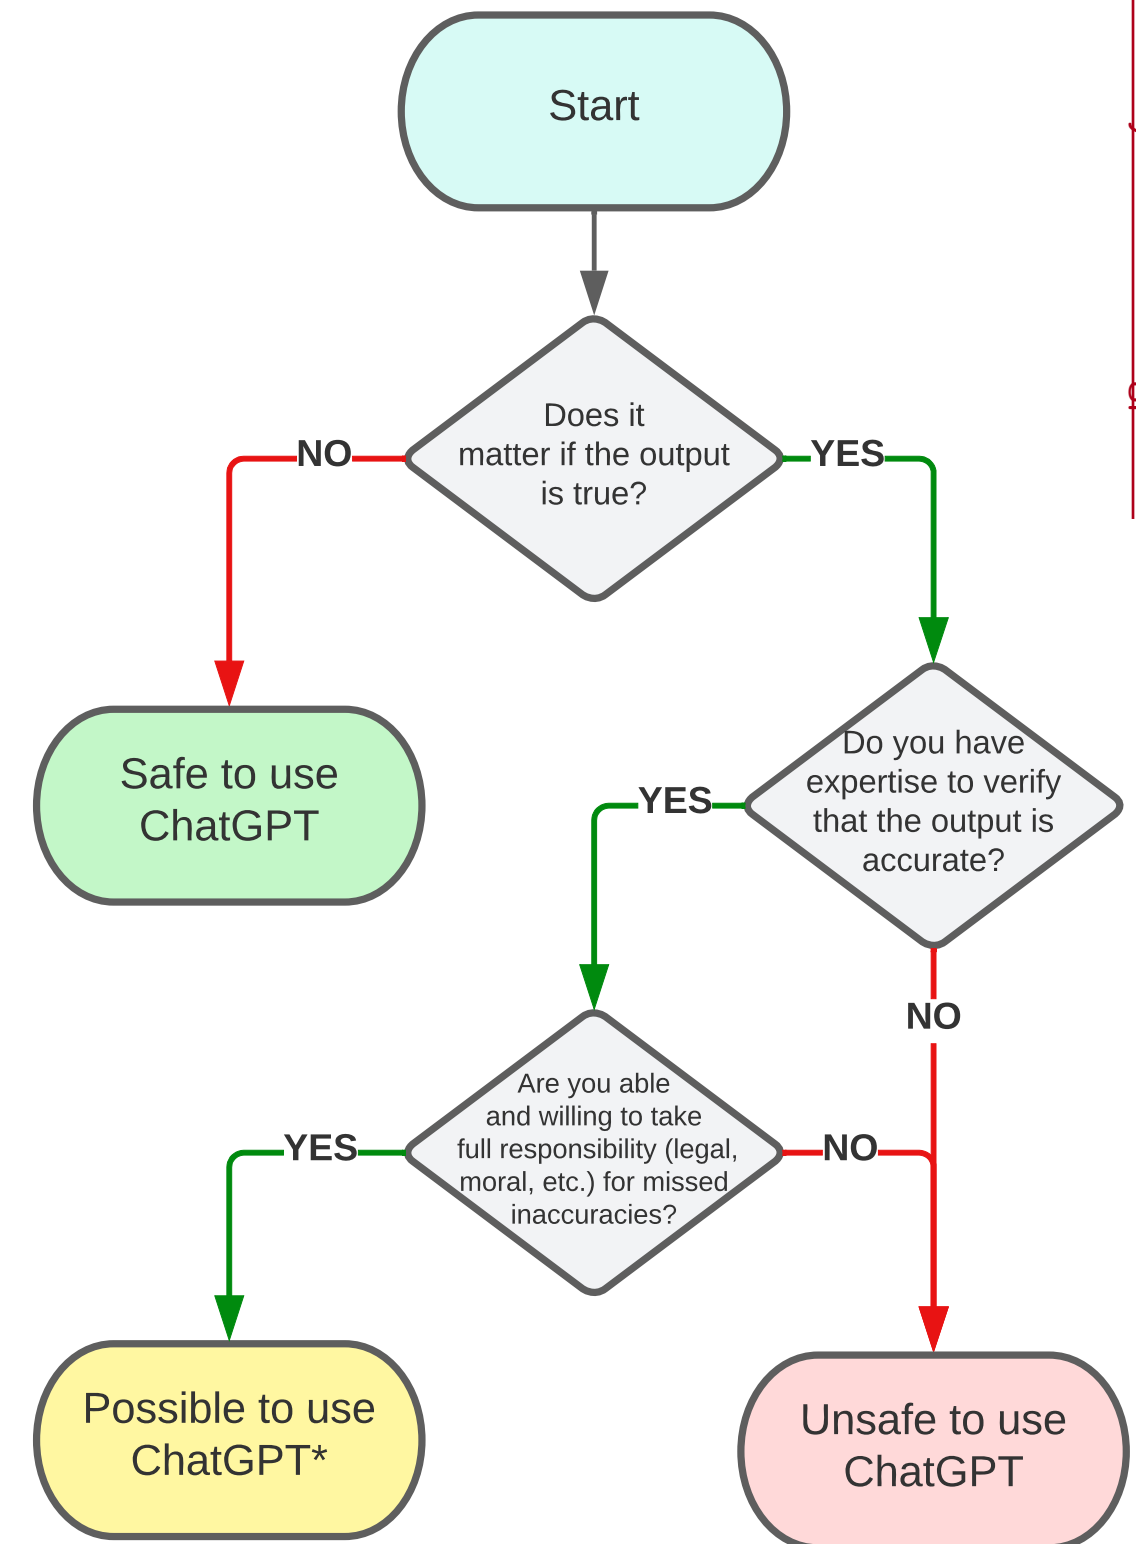 Start
Does it
matter if the output
is true?
NO
YES
Safe to use
ChatGPT
Do you have
expertise to verify
that the output is
accurate?
YES
NO
Are you able
and willing to take
full responsibility (legal,
moral, etc.) for missed
inaccuracies?
YES
NO
Possible to use
ChatGPT*
Unsafe to use
ChatGPT